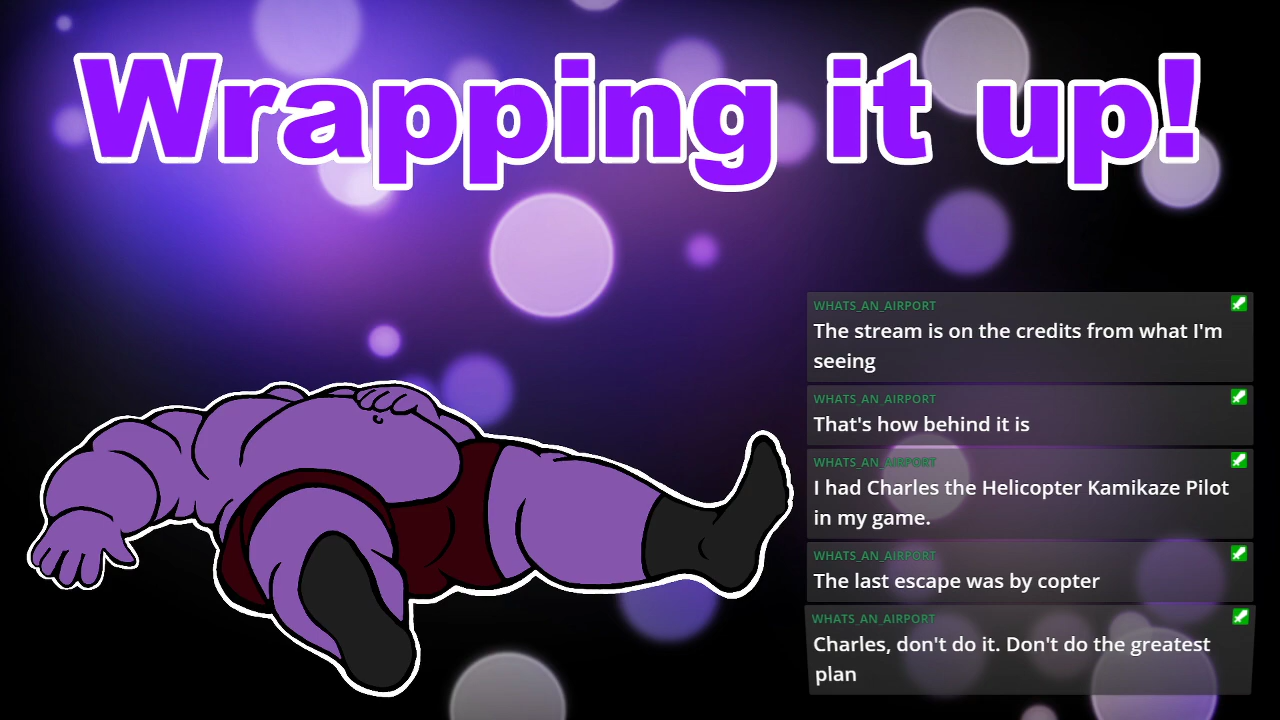 Wrapping it up!
WHATS_AN_AIRPORT
The stream is on the credits from what I'm
seeing
WHATS_AN_AIRPORT
That's how behind it is
WHATS_AN_AIRPORT
I had Charles the Helicopter Kamikaze Pilot
in my game.
WHATS_AN_AIRPORT
The last escape was by copter
WHATS_AN_AIRPORT
Charles, don't do it. Don't do the greatest
plan